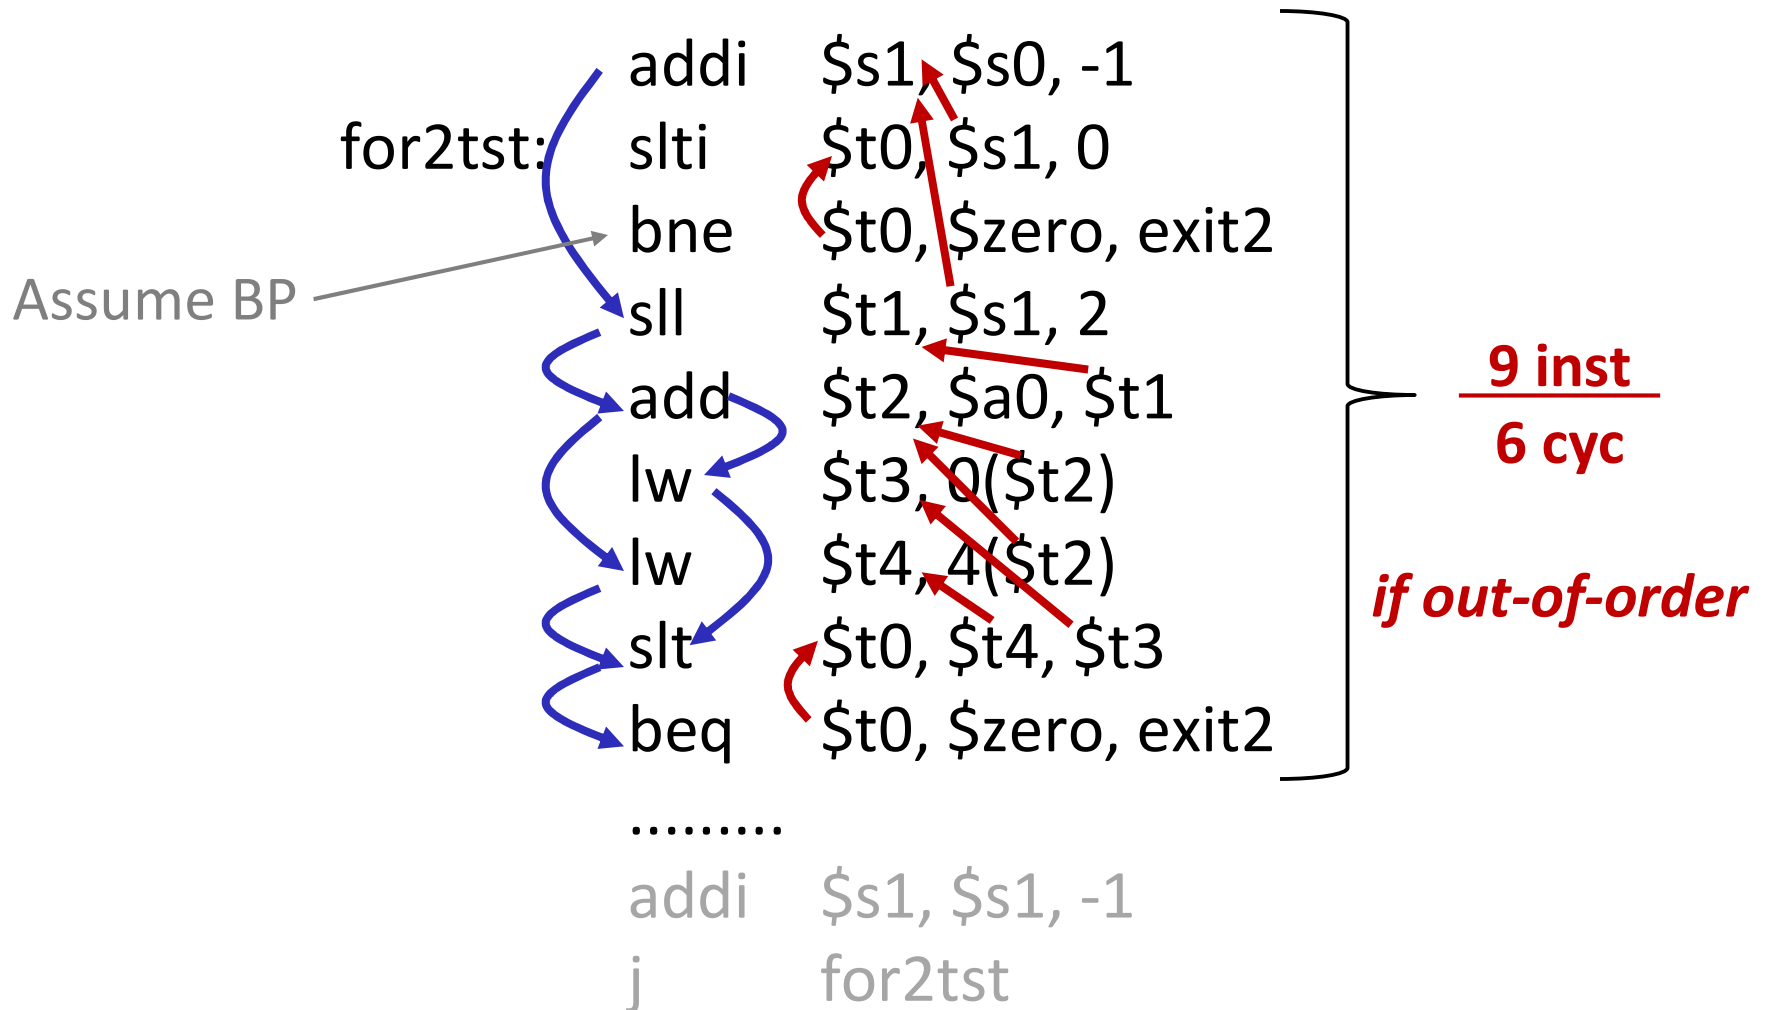 addi $s1, $s0, -1
for2tst: slti $t0, $s1, 0
bne $t0, $zero, exit2
Assume BP
sll $t1, $s1, 2
add $t2, $a0, $t1
lw $t3, 0($t2)
lw $t4, 4($t2)
slt $t0, $t4, $t3
beq $t0, $zero, exit2
.........
addi $s1, $s1, -1
j for2tst
9 inst
6 cyc
if out-of-order